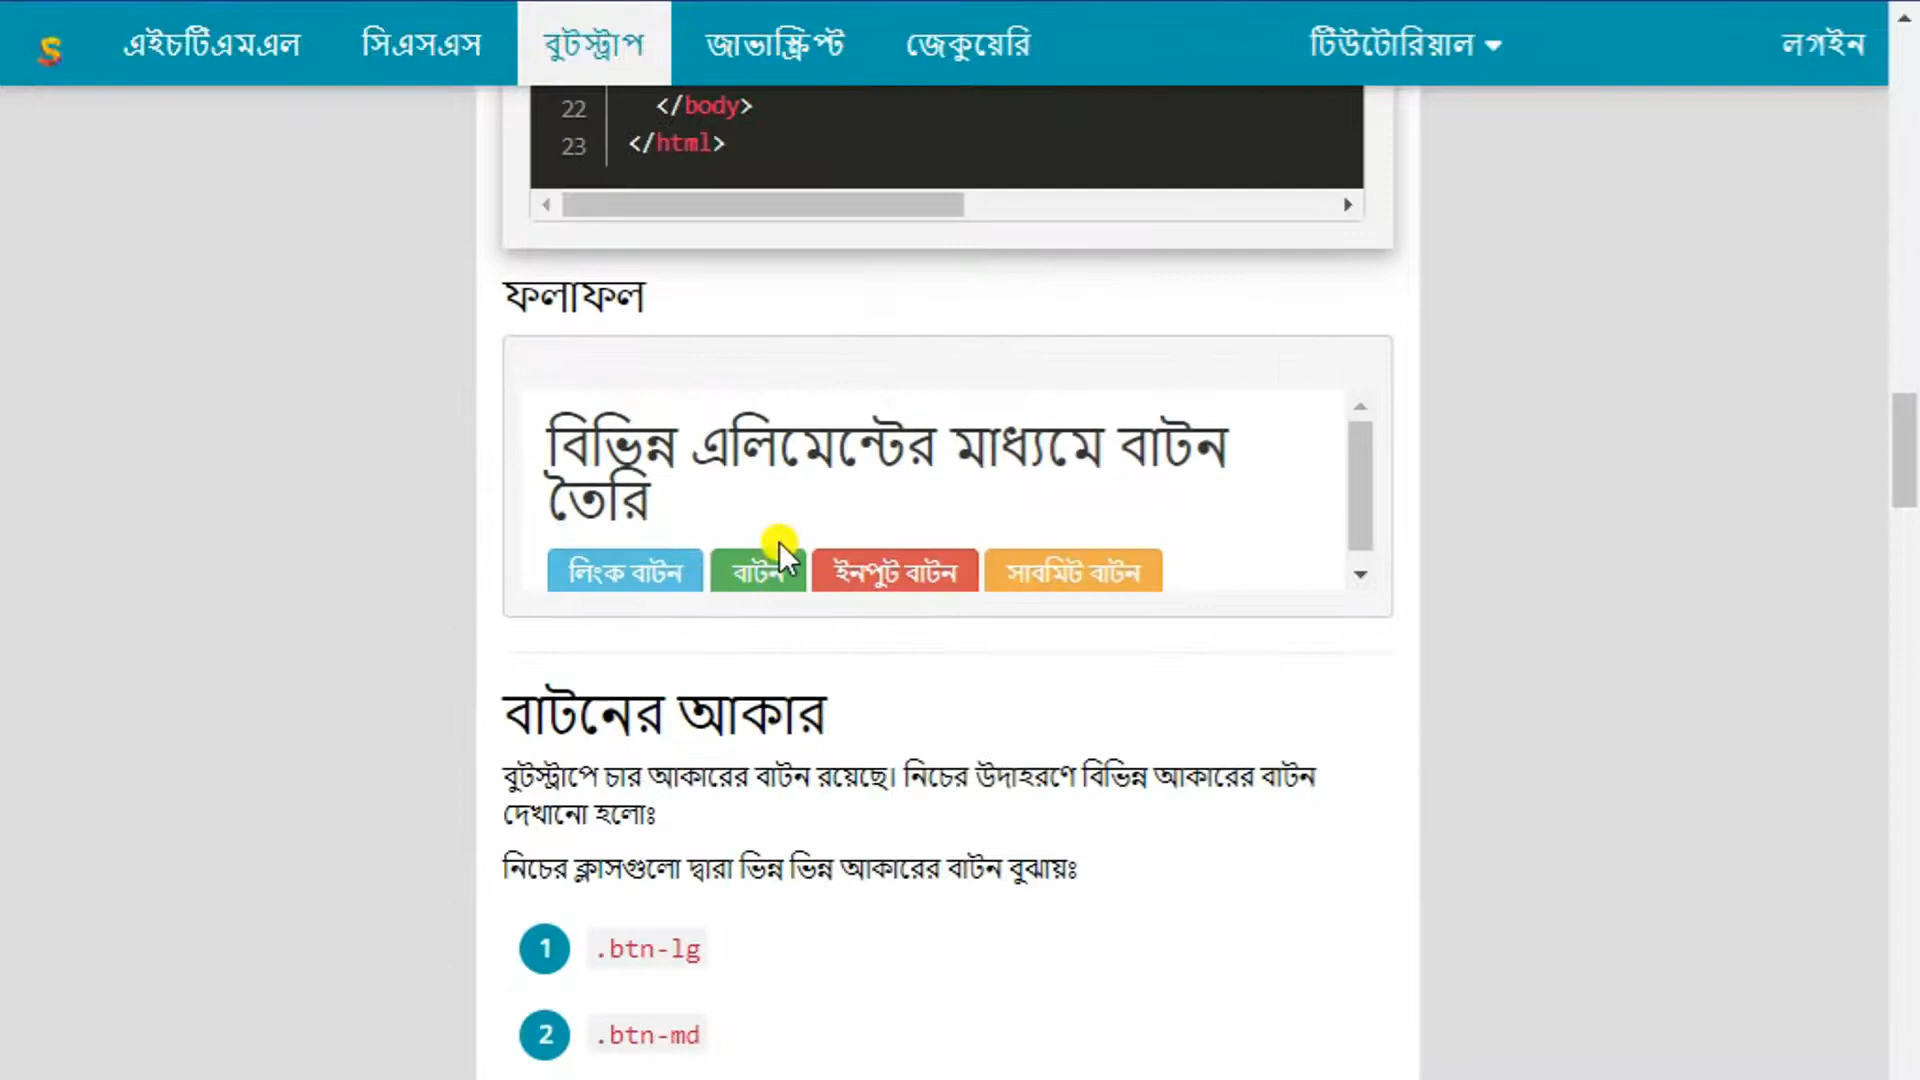 এইচটিএমএল সিএসএস বুটস্ট্রাপ জাভাস্ক্রিপ্ট জেকুয়েরি টিউটোরিয়াল লগইন
22 </body>
23 </html>
ফলাফল
বিভিন্ন এলিমেন্টের মাধ্যমে বাটন
তৈরি
লিংক বাটন বাটন ইনপুট বাটন সাবমিট বাটন
বাটনের আকার
বুটস্ট্রাপে চার আকারের বাটন রয়েছে। নিচের উদাহরণে বিভিন্ন আকারের বাটন
দেখানো হলোঃ
নিচের ক্লাসগুলো দ্বারা ভিন্ন ভিন্ন আকারের বাটন বুঝায়ঃ
1 .btn-lg
2 .btn-md